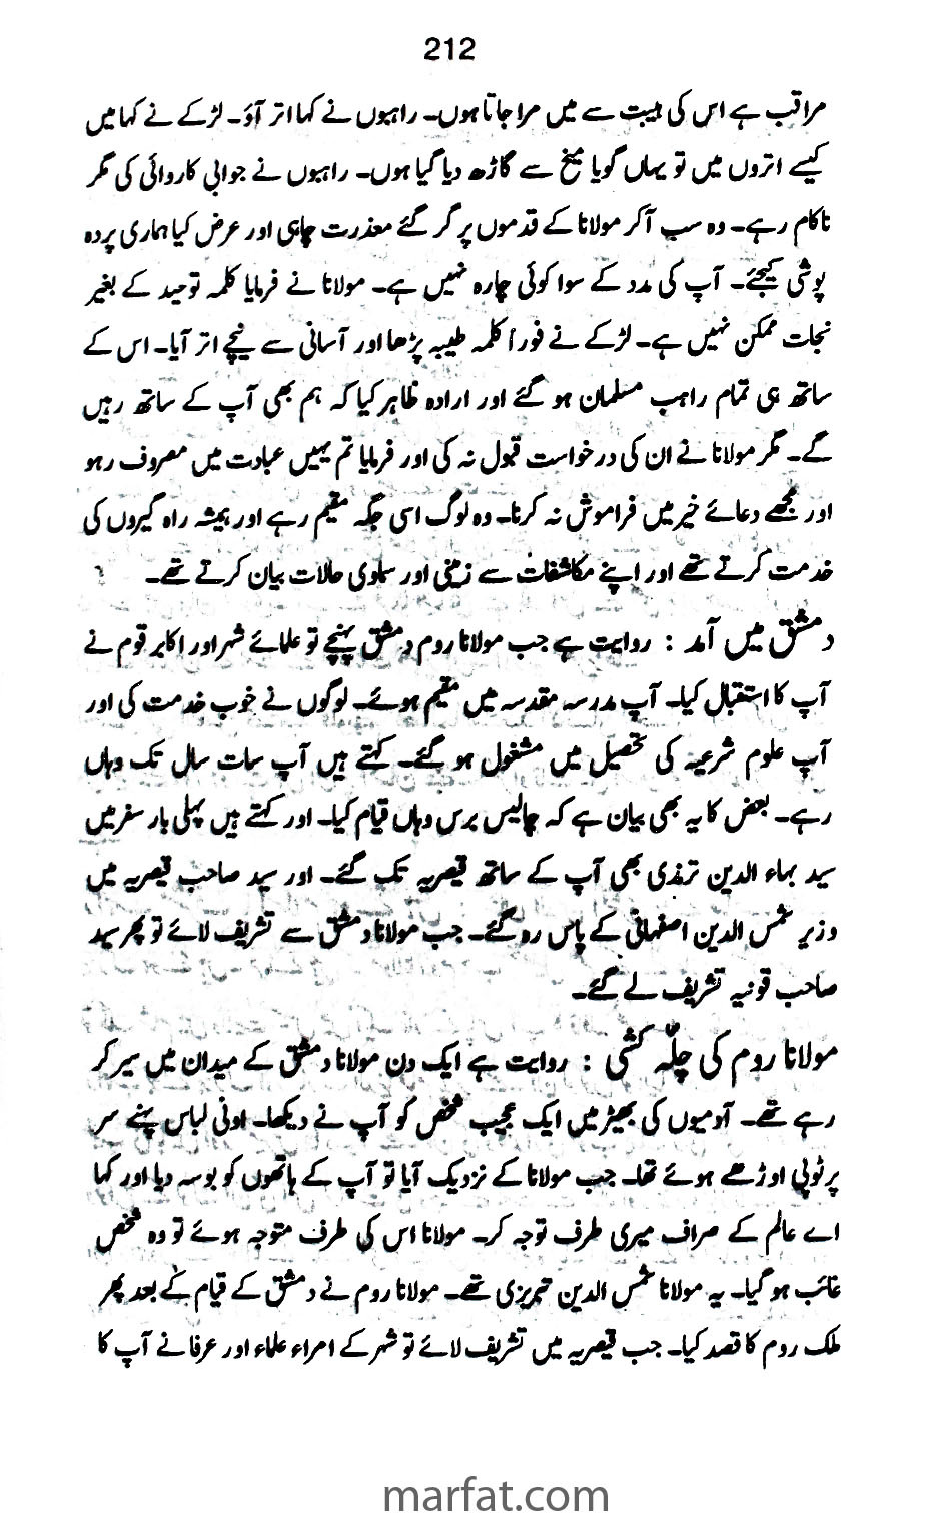 212
مراقب ہے اس کی ہیبت سے میں مرا جاتا ہوں۔ راہبوں نے کہا اتر آؤ۔ لڑکے نے کہا میں
کیسے اتروں میں تو یہاں گویا میخ سے گاڑھ دیا گیا ہوں۔ راہبوں نے جوابی کاروائی کی مگر
ناکام رہے۔ وہ سب آ کر مولانا کے قدموں پر گر گئے معذرت چاہی اور عرض کیا ہماری پردہ
پوشی کیجئے۔ آپ کی مدد کے سوا کوئی چارہ نہیں ہے۔ مولانا نے فرمایا کلمہ توحید کے بغیر
نجات ممکن نہیں ہے۔ لڑکے نے فوراً کلمہ طیبہ پڑھا اور آسانی سے نیچے اتر آیا۔ اس کے
ساتھ ہی تمام راہب مسلمان ہو گئے اور ارادہ ظاہر کیا کہ ہم بھی آپ کے ساتھ رہیں
گے۔ مگر مولانا نے ان کی درخواست قبول نہ کی اور فرمایا تم یہیں عبادت میں مصروف رہو
اور مجھے دعائے خیر میں فراموش نہ کرنا۔ وہ لوگ اسی جگہ مقیم رہے اور ہمیشہ راہ گیروں کی
خدمت کرتے تھے اور اپنے مکاشفات سے زمینی اور سماوی حالات بیان کرتے تھے۔
دمشق میں آمد : روایت ہے جب مولانا روم دمشق پہنچے تو علمائے شہر اور اکابر قوم نے
آپ کا استقبال کیا۔ آپ مدرسہ مقدسہ میں مقیم ہوئے۔ لوگوں نے خوب خدمت کی اور
آپ علوم شرعیہ کی تحصیل میں مشغول ہو گئے۔ کہتے ہیں آپ سات سال تک وہاں
رہے۔ بعض کا یہ بھی بیان ہے کہ چالیس برس وہاں قیام کیا۔ اور کہتے ہیں پہلی بار سفر میں
سید بہاء الدین ترمذی بھی آپ کے ساتھ قیصریہ تک گئے۔ اور سید صاحب قیصریہ میں
وزیر شمس الدین اصفہانی کے پاس رہ گئے۔ جب مولانا دمشق سے تشریف لائے تو پھر سید
صاحب قونیہ تشریف لے گئے۔
مولانا روم کی چلّہ کشی : روایت ہے ایک دن مولانا دمشق کے میدان میں سیر کر
رہے تھے۔ آدمیوں کی بھیڑ میں ایک عجیب شخص کو آپ نے دیکھا۔ اونی لباس پہنے سر
پر ٹوپی اوڑھے ہوئے تھا۔ جب مولانا کے نزدیک آیا تو آپ کے ہاتھوں کو بوسہ دیا اور کہا
اے عالم کے صراف میری طرف توجہ کر۔ مولانا اس کی طرف متوجہ ہوئے تو وہ شخص
غائب ہو گیا۔ یہ مولانا شمس الدین تبریزی تھے۔ مولانا روم نے دمشق کے قیام کے بعد پھر
ملک روم کا قصد کیا۔ جب قیصریہ میں تشریف لائے تو شہر کے امراء علماء اور عرفا نے آپ کا
marfat.com